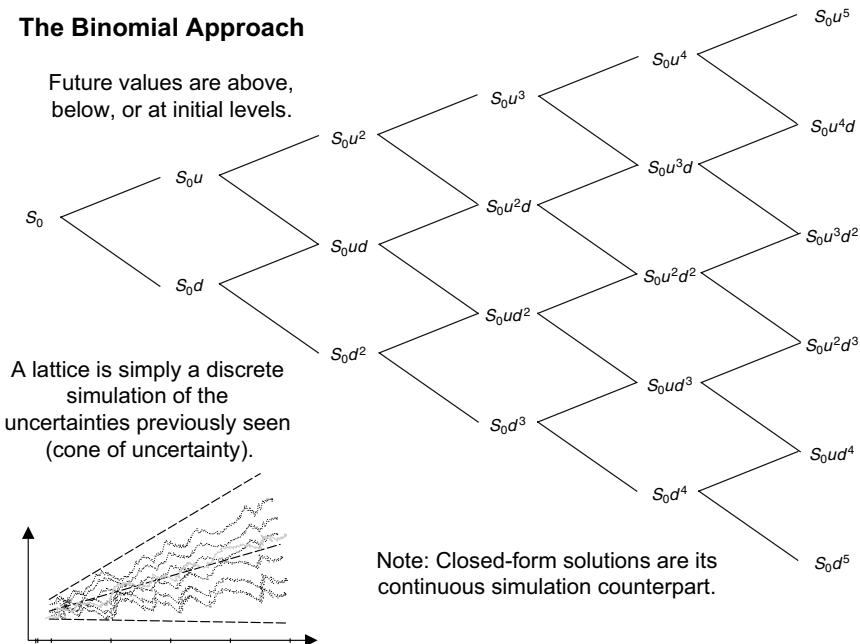 The Binomial Approach
Future values are above,
below, or at initial levels.
S₀
S₀u
S₀d
S₀u²
S₀ud
S₀d²
S₀u³
S₀u²d
S₀ud²
S₀d³
S₀u⁴
S₀u³d
S₀u²d²
S₀ud³
S₀d⁴
S₀u⁵
S₀u⁴d
S₀u³d²
S₀u²d³
S₀ud⁴
S₀d⁵
A lattice is simply a discrete
simulation of the
uncertainties previously seen
(cone of uncertainty).
Note: Closed-form solutions are its
continuous simulation counterpart.